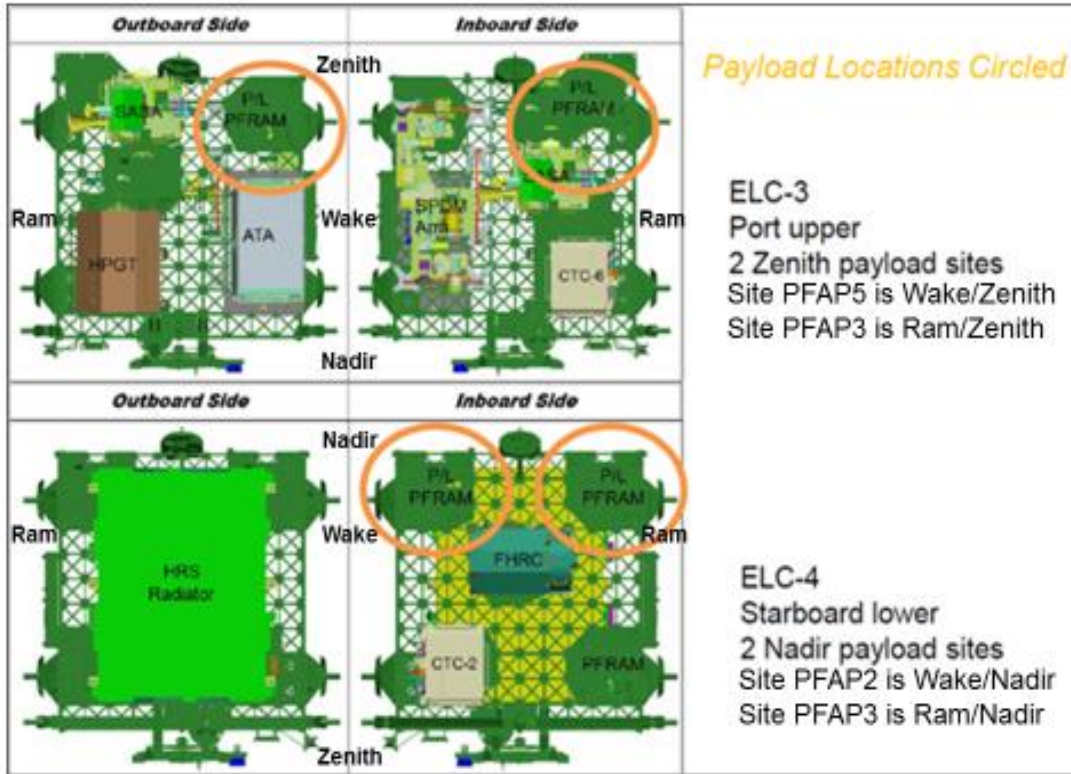 Outboard Side
Inboard Side
Payload Locations Circled
Zenith
SASA
P/L
PFRAM
P/L
PFRAM
Ram
Wake
Ram
HPGT
ATA
SPDM
Arm
CTC-6
Nadir
ELC-3
Port upper
2 Zenith payload sites
Site PFAP5 is Wake/Zenith
Site PFAP3 is Ram/Zenith
Outboard Side
Inboard Side
Nadir
P/L
PFRAM
P/L
PFRAM
Ram
Wake
Ram
HRS
Radiator
FHRC
CTC-2
PFRAM
Zenith
ELC-4
Starboard lower
2 Nadir payload sites
Site PFAP2 is Wake/Nadir
Site PFAP3 is Ram/Nadir